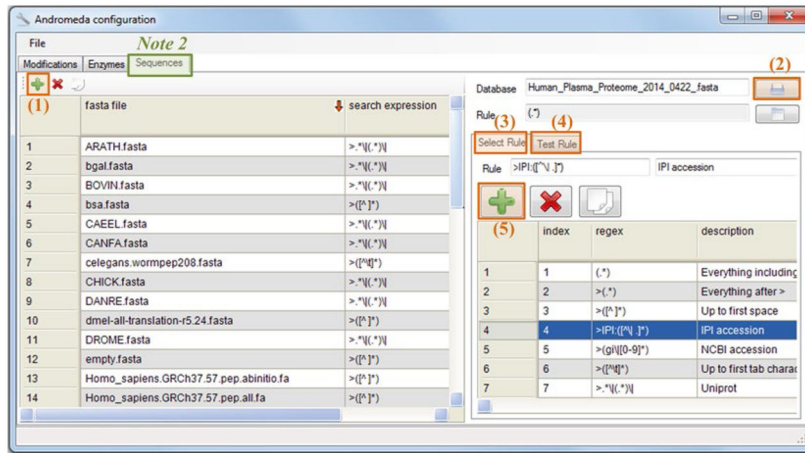 Andromeda configuration
File
Note 2
Modifications Enzymes Sequences
(1)
fasta file search expression
1 ARATH.fasta >.*\|(.*)\|
2 bgal.fasta >.*\|(.*)\|
3 BOVIN.fasta >.*\|(.*)\|
4 bsa.fasta >([^ ]*)
5 CAEEL.fasta >.*\|(.*)\|
6 CANFA.fasta >.*\|(.*)\|
7 celegans.wormpep208.fasta >([^\t]*)
8 CHICK.fasta >.*\|(.*)\|
9 DANRE.fasta >.*\|(.*)\|
10 dmel-all-translation-r5.24.fasta >([^ ]*)
11 DROME.fasta >.*\|(.*)\|
12 empty.fasta >([^ ]*)
13 Homo_sapiens.GRCh37.57.pep.abinitio.fa >([^ ]*)
14 Homo_sapiens.GRCh37.57.pep.all.fa >([^ ]*)
(2)
Database Human_Plasma_Proteome_2014_0422_.fasta
Rule (.*)
(3) (4)
Select Rule Test Rule
Rule >IPI:([^\| .]*) IPI accession
(5)
index regex description
1 1 (.*) Everything including
2 2 >(.*) Everything after >
3 3 >([^ ]*) Up to first space
4 4 >IPI:([^\| .]*) IPI accession
5 5 >(gi\|[0-9]*) NCBI accession
6 6 >([^\t]*) Up to first tab charac
7 7 >.*\|(.*)\| Uniprot